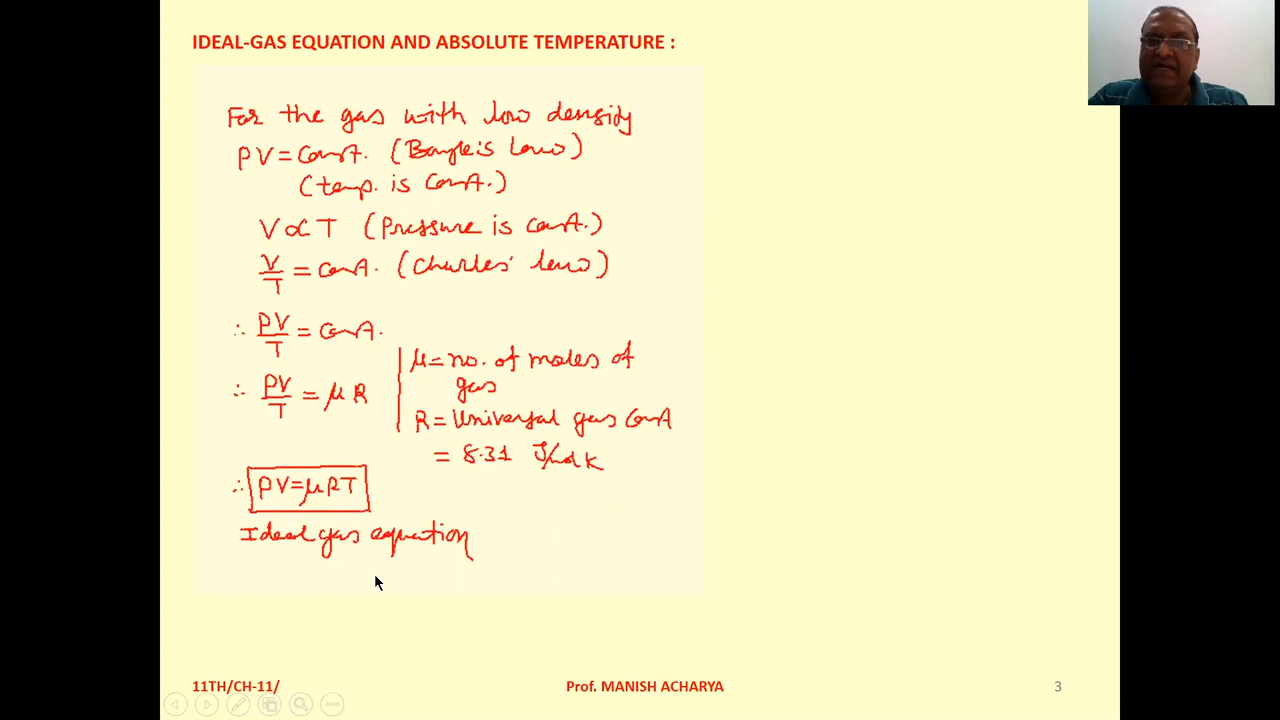 IDEAL-GAS EQUATION AND ABSOLUTE TEMPERATURE :
For the gas with low density
PV = Const. (Boyle's law)
(temp. is Const.)
V ∝ T (Pressure is const.)
V/T = const. (Charles' law)
∴ PV/T = Const.
∴ PV/T = μR
μ = no. of moles of
gas
R = Universal gas Const
= 8.31 J/mol K
∴ PV = μRT
Ideal gas equation
11TH/CH-11/
Prof. MANISH ACHARYA
3